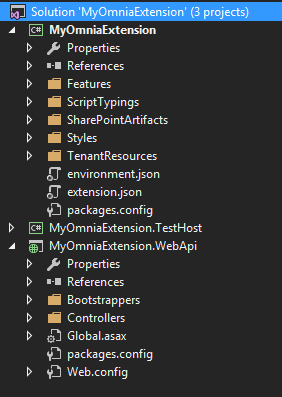 Solution 'MyOmniaExtension' (3 projects)
MyOmniaExtension
Properties
References
Features
ScriptTypings
SharePointArtifacts
Styles
TenantResources
environment.json
extension.json
packages.config
MyOmniaExtension.TestHost
MyOmniaExtension.WebApi
Properties
References
Bootstrappers
Controllers
Global.asax
packages.config
Web.config